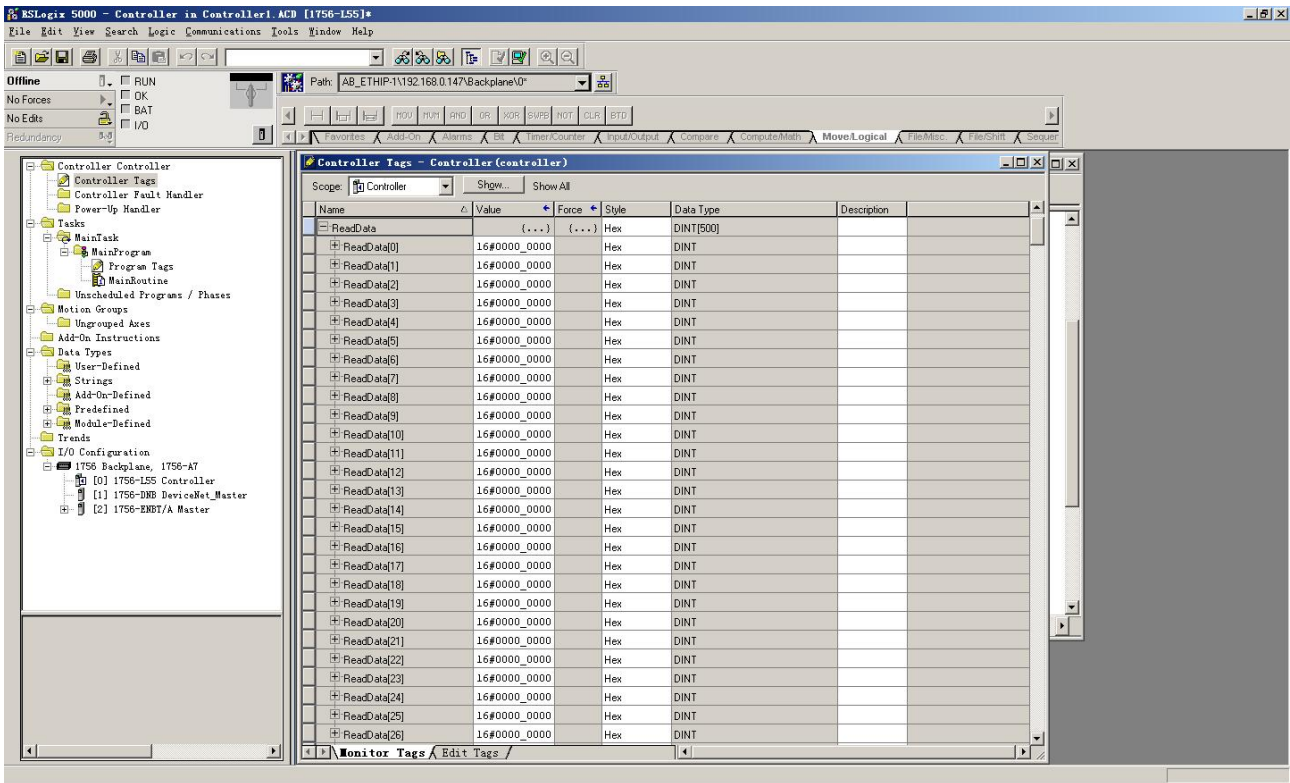 RSLogix 5000 - Controller in Controller1.ACD [1756-L55]*
File Edit View Search Logic Communications Tools Window Help
Offline
RUN
No Forces
OK
No Edits
BAT
Redundancy
I/O
Path: AB_ETHIP-1\192.168.0.147\Backplane\0*
MOV MVM AND OR XOR SWPB NOT CLR BTD
Favorites Add-On Alarms Bit Timer/Counter Input/Output Compare Compute/Math Move/Logical File/Misc. File/Shift Sequer
Controller Controller
Controller Tags
Controller Fault Handler
Power-Up Handler
Tasks
MainTask
MainProgram
Program Tags
MainRoutine
Unscheduled Programs / Phases
Motion Groups
Ungrouped Axes
Add-On Instructions
Data Types
User-Defined
Strings
Add-On-Defined
Predefined
Module-Defined
Trends
I/O Configuration
1756 Backplane, 1756-A7
[0] 1756-L55 Controller
[1] 1756-DNB DeviceNet_Master
[2] 1756-ENBT/A Master
Controller Tags - Controller(controller)
Scope: Controller Show... Show All
Name Value Force Style Data Type Description
ReadData {...} {...} Hex DINT[500]
ReadData[0] 16#0000_0000 Hex DINT
ReadData[1] 16#0000_0000 Hex DINT
ReadData[2] 16#0000_0000 Hex DINT
ReadData[3] 16#0000_0000 Hex DINT
ReadData[4] 16#0000_0000 Hex DINT
ReadData[5] 16#0000_0000 Hex DINT
ReadData[6] 16#0000_0000 Hex DINT
ReadData[7] 16#0000_0000 Hex DINT
ReadData[8] 16#0000_0000 Hex DINT
ReadData[9] 16#0000_0000 Hex DINT
ReadData[10] 16#0000_0000 Hex DINT
ReadData[11] 16#0000_0000 Hex DINT
ReadData[12] 16#0000_0000 Hex DINT
ReadData[13] 16#0000_0000 Hex DINT
ReadData[14] 16#0000_0000 Hex DINT
ReadData[15] 16#0000_0000 Hex DINT
ReadData[16] 16#0000_0000 Hex DINT
ReadData[17] 16#0000_0000 Hex DINT
ReadData[18] 16#0000_0000 Hex DINT
ReadData[19] 16#0000_0000 Hex DINT
ReadData[20] 16#0000_0000 Hex DINT
ReadData[21] 16#0000_0000 Hex DINT
ReadData[22] 16#0000_0000 Hex DINT
ReadData[23] 16#0000_0000 Hex DINT
ReadData[24] 16#0000_0000 Hex DINT
ReadData[25] 16#0000_0000 Hex DINT
ReadData[26] 16#0000_0000 Hex DINT
Monitor Tags Edit Tags